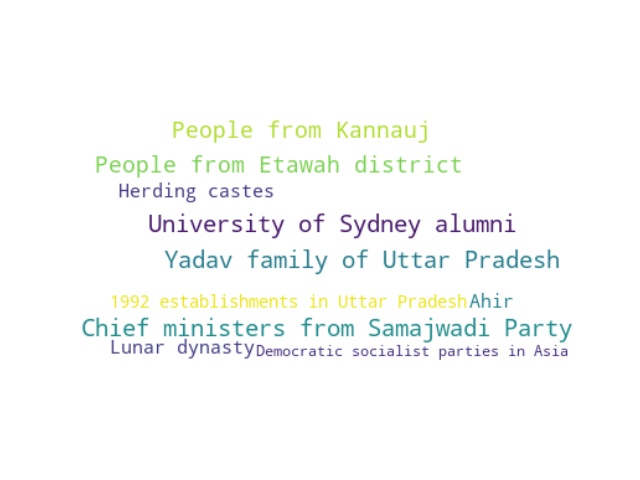 People from Kannauj
People from Etawah district
Herding castes
University of Sydney alumni
Yadav family of Uttar Pradesh
1992 establishments in Uttar Pradesh Ahir
Chief ministers from Samajwadi Party
Lunar dynasty Democratic socialist parties in Asia